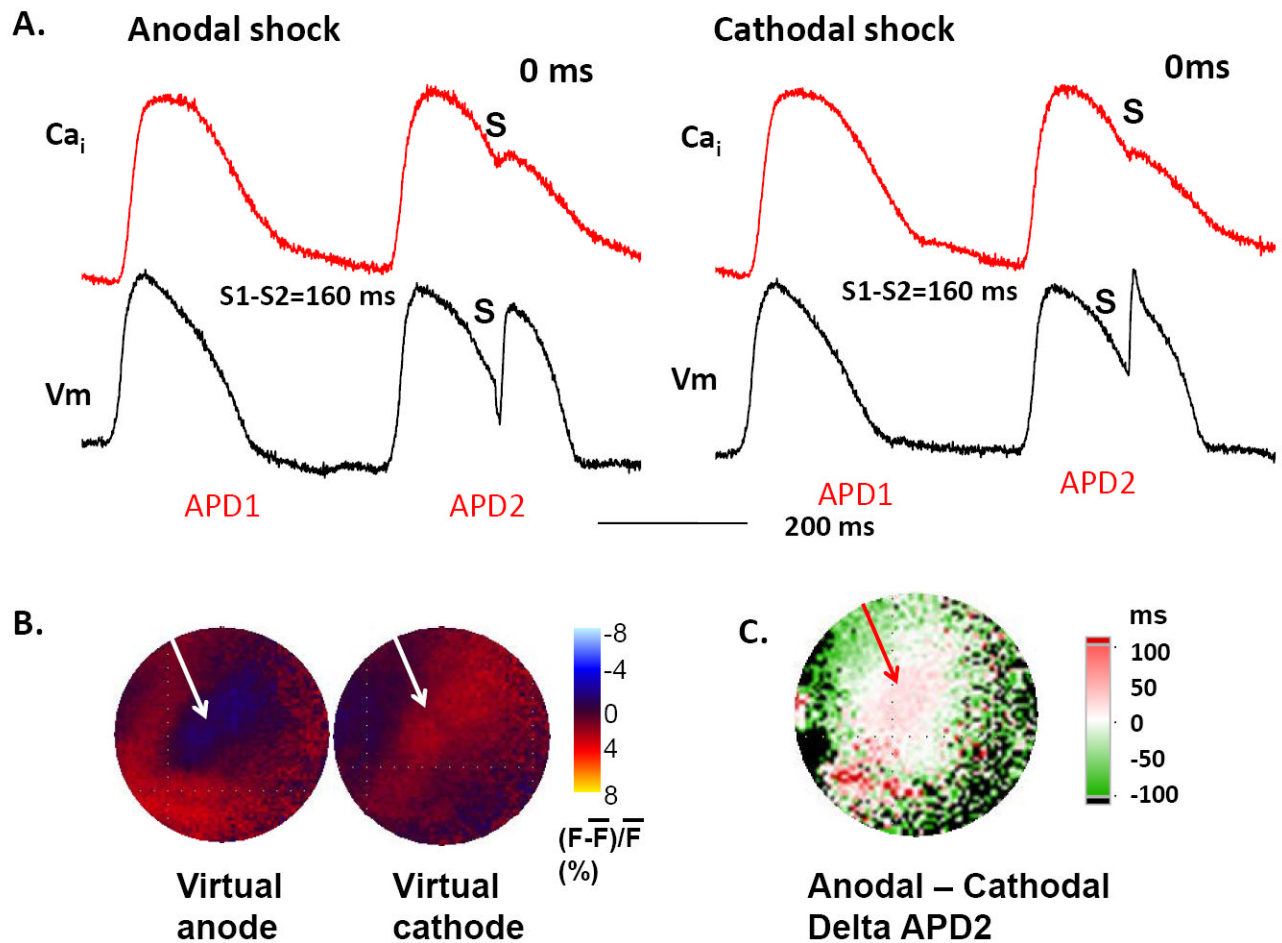 A.
Anodal shock
Cathodal shock
0 ms
0ms
S
S
Cai
Cai
S1-S2=160 ms
S
S1-S2=160 ms
S
Vm
Vm
APD1
APD2
APD1
APD2
200 ms
B.
C.
-8
-4
0
4
8
(F-F̅)/F̅
(%)
ms
100
50
0
-50
-100
Virtual
anode
Virtual
cathode
Anodal – Cathodal
Delta APD2